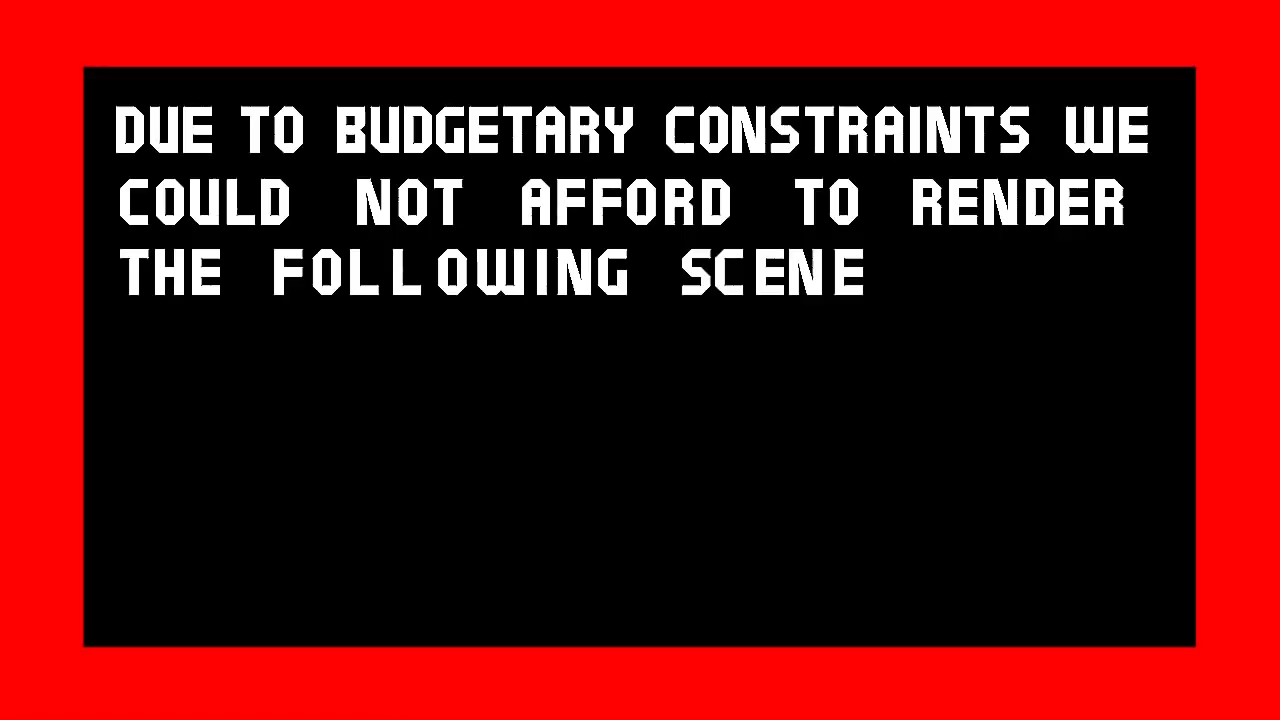 DUE TO BUDGETARY CONSTRAINTS WE
COULD NOT AFFORD TO RENDER
THE FOLLOWING SCENE